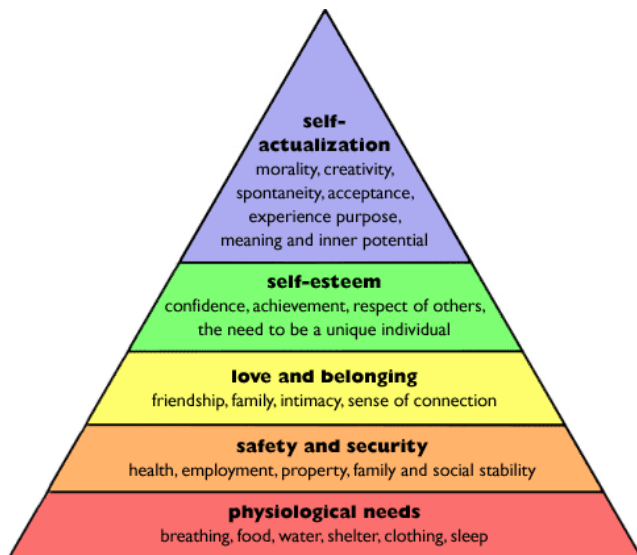 self-
actualization
morality, creativity,
spontaneity, acceptance,
experience purpose,
meaning and inner potential
self-esteem
confidence, achievement, respect of others,
the need to be a unique individual
love and belonging
friendship, family, intimacy, sense of connection
safety and security
health, employment, property, family and social stability
physiological needs
breathing, food, water, shelter, clothing, sleep